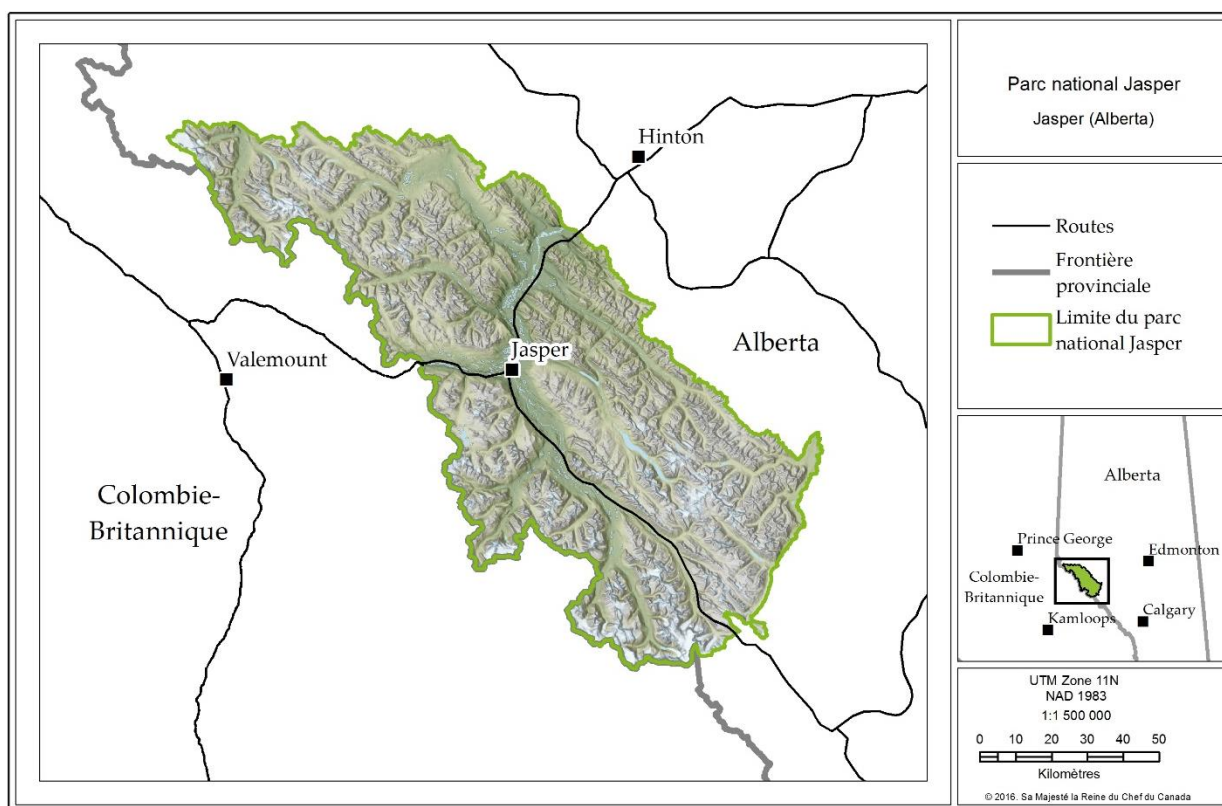 Hinton
Jasper
Valemount
Alberta
Colombie-
Britannique
Parc national Jasper
Jasper (Alberta)
Routes
Frontière
provinciale
Limite du parc
national Jasper
Alberta
Prince George
Edmonton
Colombie-
Britannique
Calgary
Kamloops
UTM Zone 11N
NAD 1983
1:1 500 000
0 10 20 30 40 50
Kilomètres
© 2016. Sa Majesté la Reine du Chef du Canada